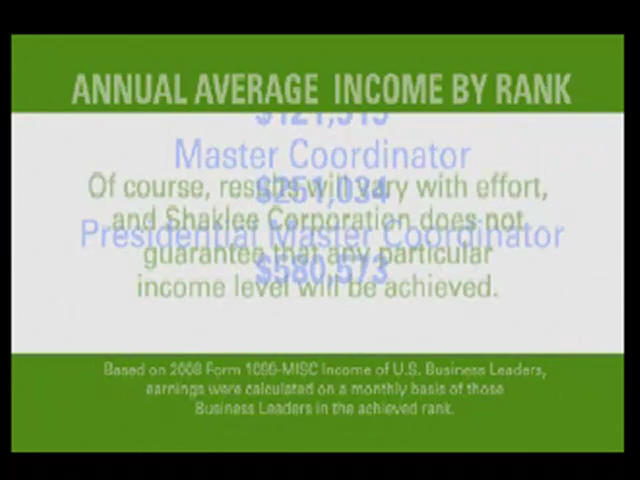 ANNUAL AVERAGE INCOME BY RANK
$121,515
Master Coordinator
Of course, results will vary with effort,
$251,034
and Shaklee Corporation does not
Presidential Master Coordinator
guarantee that any particular
$580,573
income level will be achieved.
Based on 2008 Form 1099-MISC Income of U.S. Business Leaders,
earnings were calculated on a monthly basis of those
Business Leaders in the achieved rank.